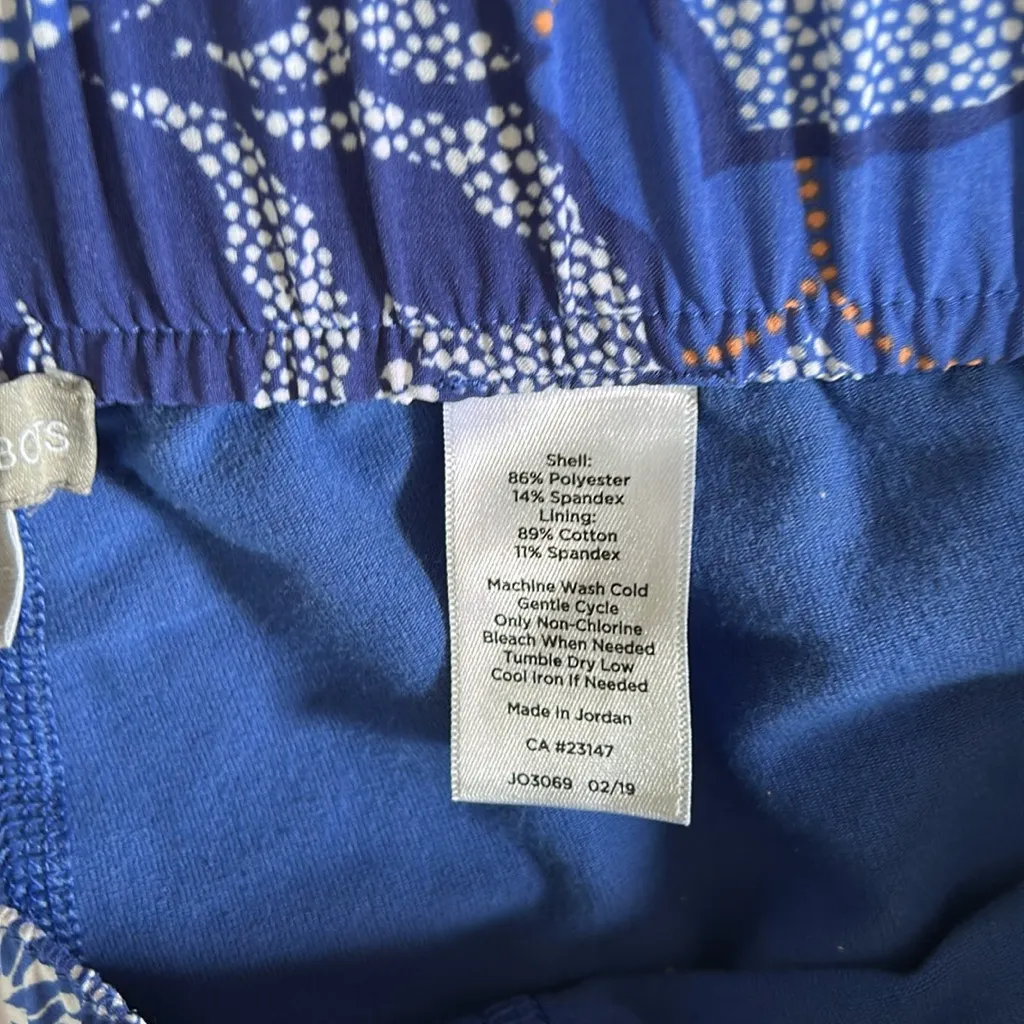 Shell:
86% Polyester
14% Spandex
Lining:
89% Cotton
11% Spandex
Machine Wash Cold
Gentle Cycle
Only Non-Chlorine
Bleach When Needed
Tumble Dry Low
Cool Iron If Needed
Made in Jordan
CA #23147
JO3069 02/19